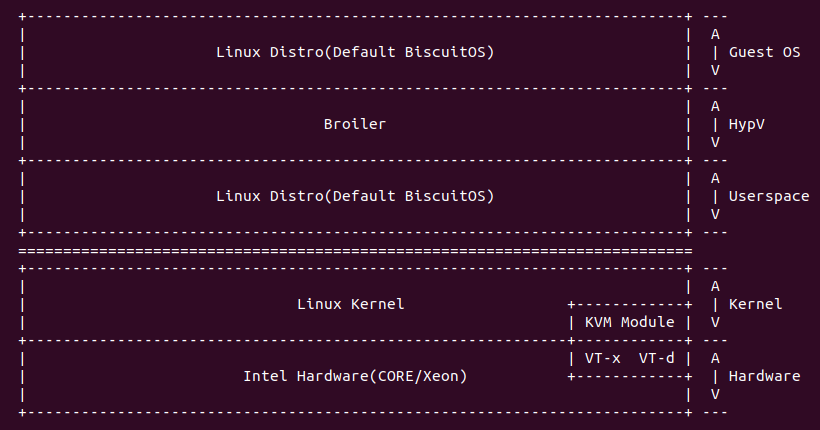 +-------------------------------------------------------------------------+ ---
|                                                                         |  A
|                     Linux Distro(Default BiscuitOS)                     |  | Guest OS
|                                                                         |  V
+-------------------------------------------------------------------------+ ---
|                                                                         |  A
|                                 Broiler                                 |  | HypV
|                                                                         |  V
+-------------------------------------------------------------------------+ ---
|                                                                         |  A
|                     Linux Distro(Default BiscuitOS)                     |  | Userspace
|                                                                         |  V
+-------------------------------------------------------------------------+ ---
===========================================================================
+-------------------------------------------------------------------------+ ---
|                                                                         |  A
|                              Linux Kernel                  +------------+  | Kernel
|                                                            | KVM Module |  V
+------------------------------------------------------------+------------+ ---
|                                                            | VT-x  VT-d |  A
|                        Intel Hardware(CORE/Xeon)           +------------+  | Hardware
|                                                                         |  V
+-------------------------------------------------------------------------+ ---